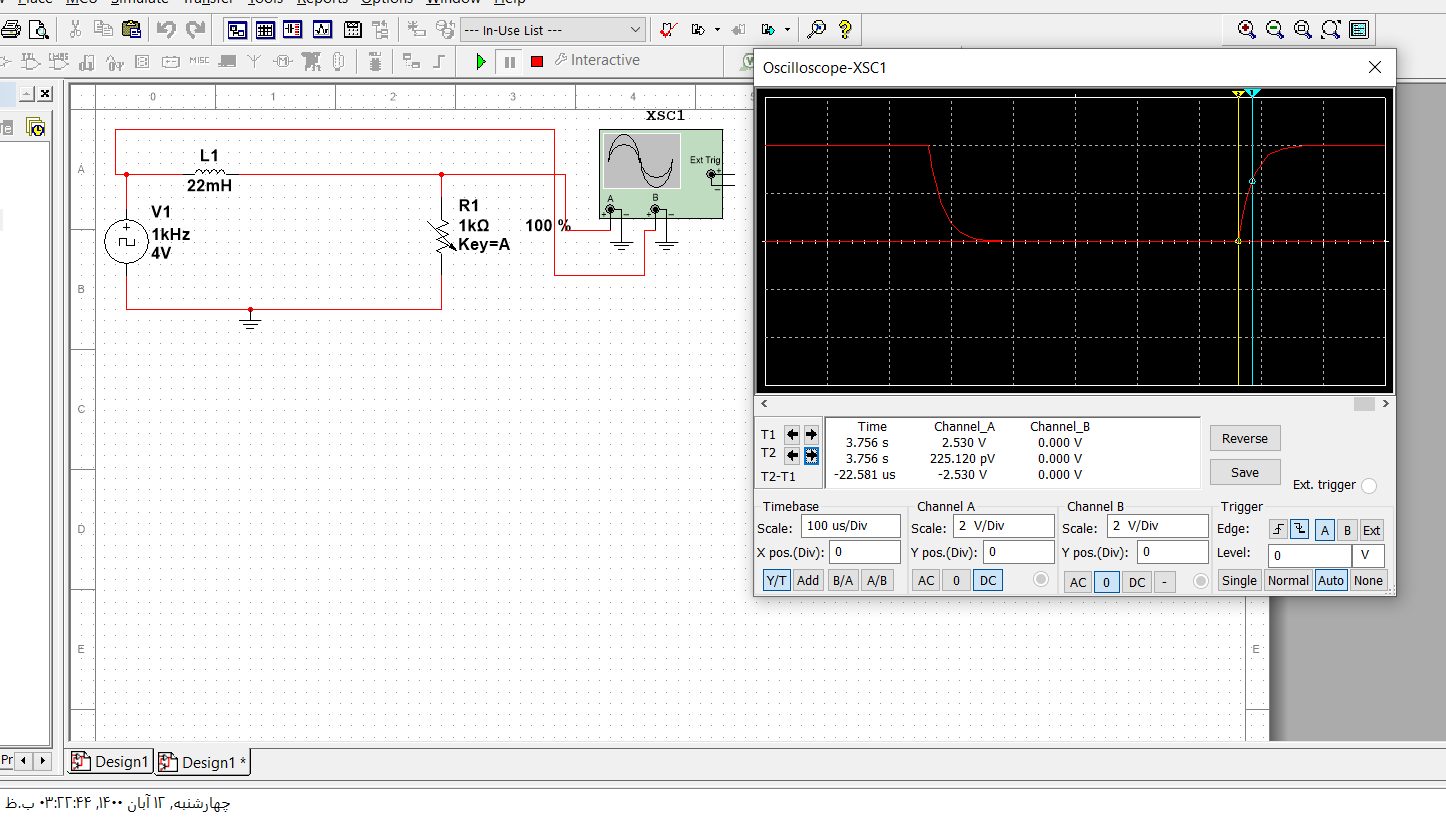 Place MCU Simulate Transfer Tools Reports Options Window Help
--- In-Use List ---
MISC
Interactive
Oscilloscope-XSC1
0 1 2 3 4
A
B
C
D
E
E
XSC1
Ext Trig
A
B
L1
22mH
V1
1kHz
4V
R1
1kΩ
Key=A
100 %
Time Channel_A Channel_B
T1 3.756 s 2.530 V 0.000 V
T2 3.756 s 225.120 pV 0.000 V
T2-T1 -22.581 us -2.530 V 0.000 V
Reverse
Save
Ext. trigger
Timebase
Scale: 100 us/Div
X pos.(Div): 0
Y/T Add B/A A/B
Channel A
Scale: 2 V/Div
Y pos.(Div): 0
AC 0 DC
Channel B
Scale: 2 V/Div
Y pos.(Div): 0
AC 0 DC -
Trigger
Edge: A B Ext
Level: 0 V
Single Normal Auto None
Pr
Design1
Design1 *
چهارشنبه, ۱۲ آبان ۱۴۰۰, ۰۳:۲۲:۴۴ ب.ظ